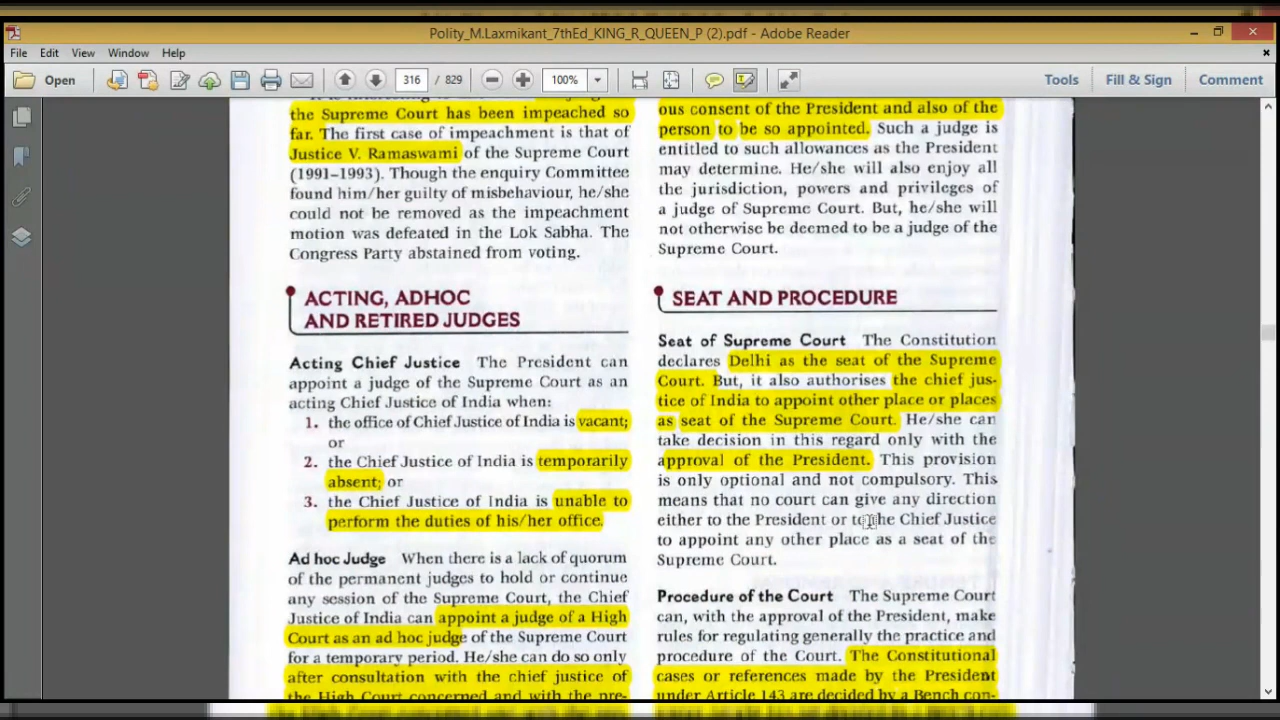 Polity_M.Laxmikant_7thEd_KING_R_QUEEN_P (2).pdf - Adobe Reader
File Edit View Window Help
Open 316 / 829 100% Tools Fill & Sign Comment
the Supreme Court has been impeached so
far. The first case of impeachment is that of
Justice V. Ramaswami of the Supreme Court
(1991–1993). Though the enquiry Committee
found him/her guilty of misbehaviour, he/she
could not be removed as the impeachment
motion was defeated in the Lok Sabha. The
Congress Party abstained from voting.
ACTING, ADHOC
AND RETIRED JUDGES
Acting Chief Justice The President can
appoint a judge of the Supreme Court as an
acting Chief Justice of India when:
1. the office of Chief Justice of India is vacant;
or
2. the Chief Justice of India is temporarily
absent; or
3. the Chief Justice of India is unable to
perform the duties of his/her office.
Ad hoc Judge When there is a lack of quorum
of the permanent judges to hold or continue
any session of the Supreme Court, the Chief
Justice of India can appoint a judge of a High
Court as an ad hoc judge of the Supreme Court
for a temporary period. He/she can do so only
after consultation with the chief justice of
the High Court concerned and with the pre-
ous consent of the President and also of the
person to be so appointed. Such a judge is
entitled to such allowances as the President
may determine. He/she will also enjoy all
the jurisdiction, powers and privileges of
a judge of Supreme Court. But, he/she will
not otherwise be deemed to be a judge of the
Supreme Court.
SEAT AND PROCEDURE
Seat of Supreme Court The Constitution
declares Delhi as the seat of the Supreme
Court. But, it also authorises the chief jus-
tice of India to appoint other place or places
as seat of the Supreme Court. He/she can
take decision in this regard only with the
approval of the President. This provision
is only optional and not compulsory. This
means that no court can give any direction
either to the President or to the Chief Justice
to appoint any other place as a seat of the
Supreme Court.
Procedure of the Court The Supreme Court
can, with the approval of the President, make
rules for regulating generally the practice and
procedure of the Court. The Constitutional
cases or references made by the President
under Article 143 are decided by a Bench con-